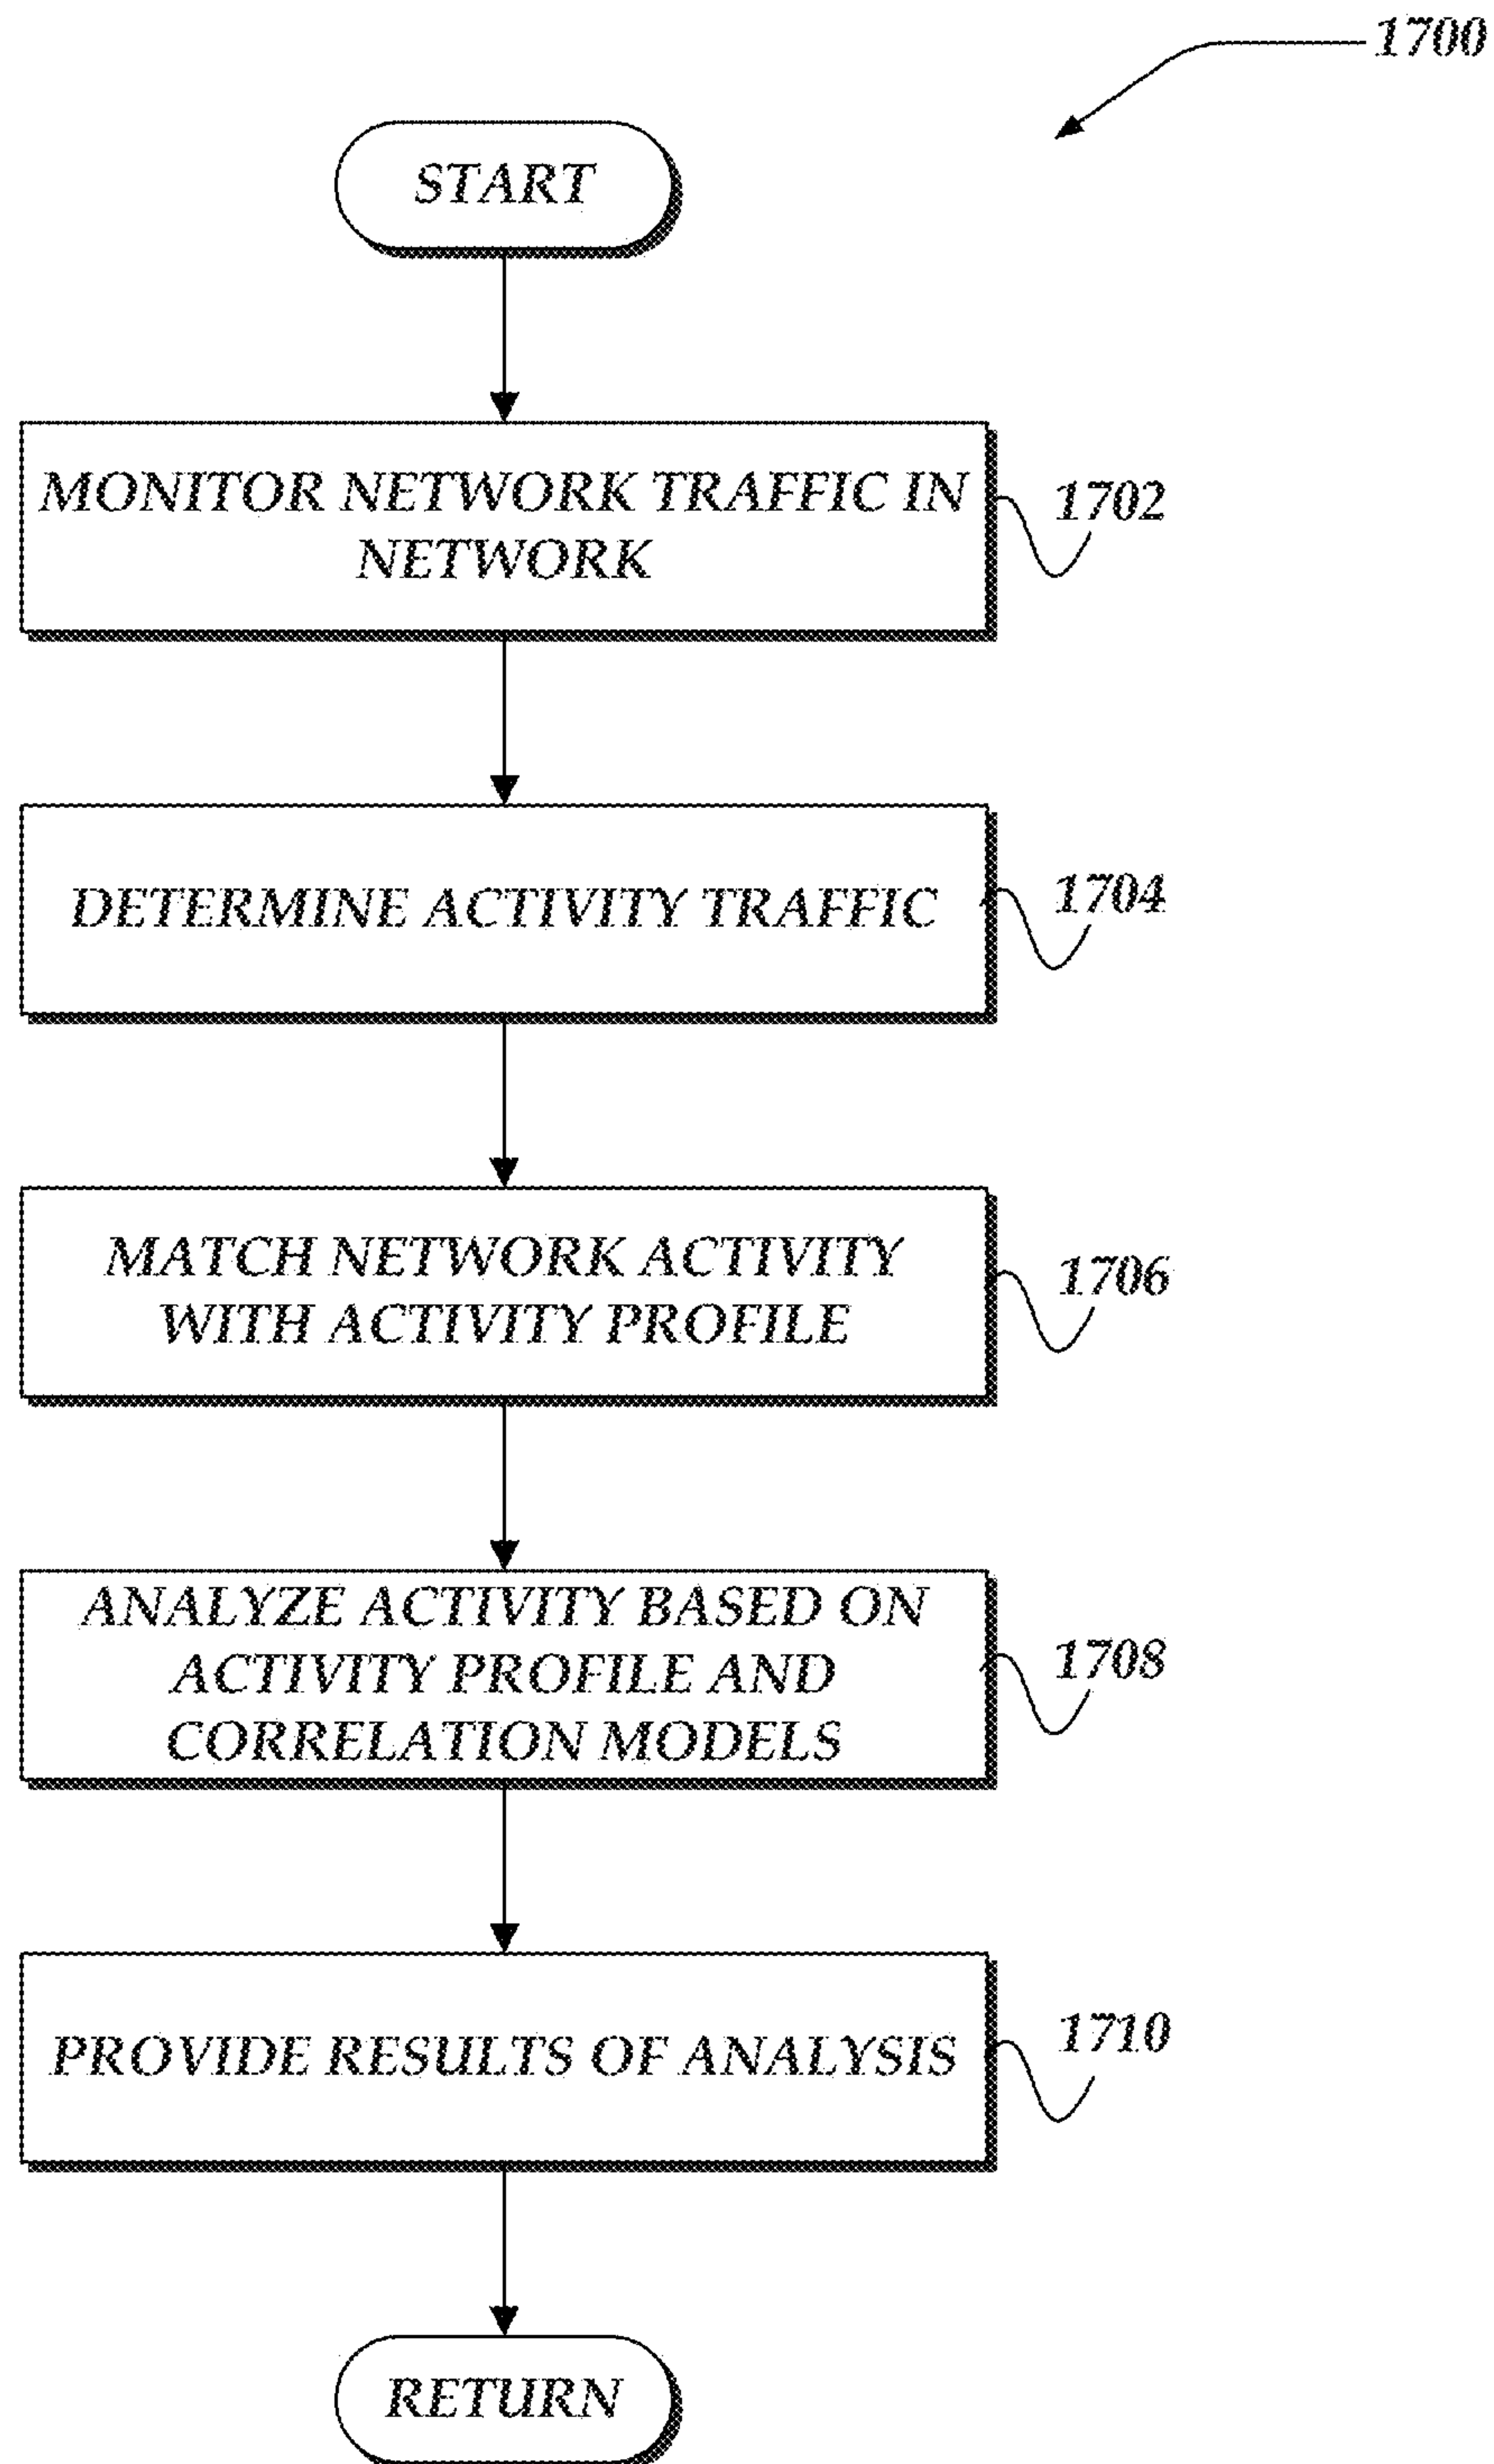 1700
START
MONITOR NETWORK TRAFFIC IN
NETWORK
1702
DETERMINE ACTIVITY TRAFFIC
1704
MATCH NETWORK ACTIVITY
WITH ACTIVITY PROFILE
1706
ANALYZE ACTIVITY BASED ON
ACTIVITY PROFILE AND
CORRELATION MODELS
1708
PROVIDE RESULTS OF ANALYSIS
1710
RETURN